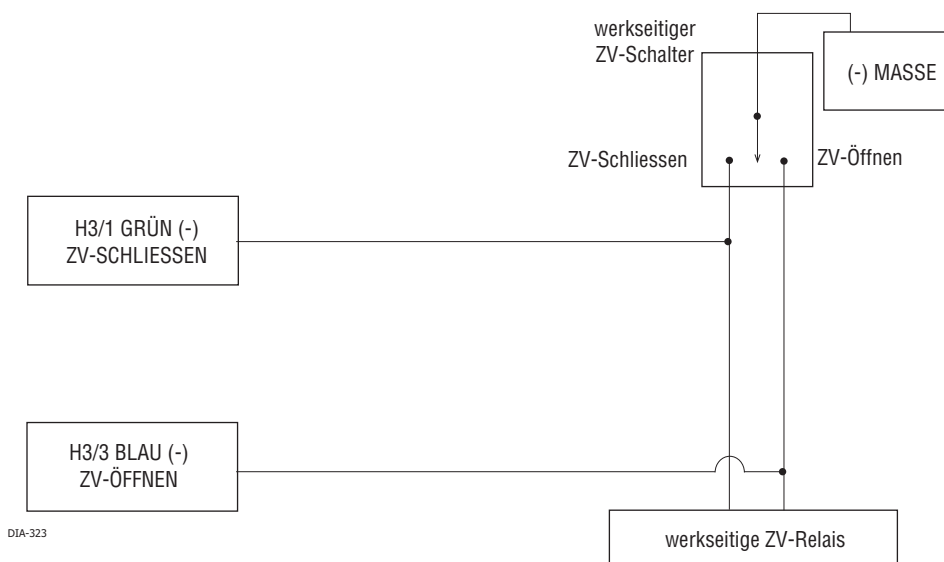 werkseitiger
ZV-Schalter
(-) MASSE
ZV-Schliessen
ZV-Öffnen
H3/1 GRÜN (-)
ZV-SCHLIESSEN
H3/3 BLAU (-)
ZV-ÖFFNEN
DIA-323
werkseitige ZV-Relais